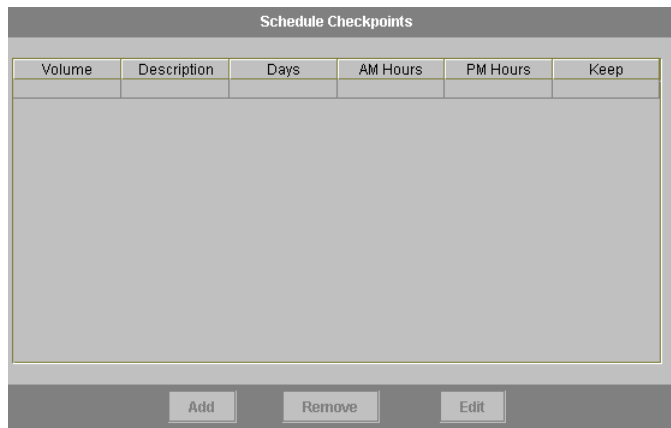 Schedule Checkpoints
Volume Description Days AM Hours PM Hours Keep
Add Remove Edit